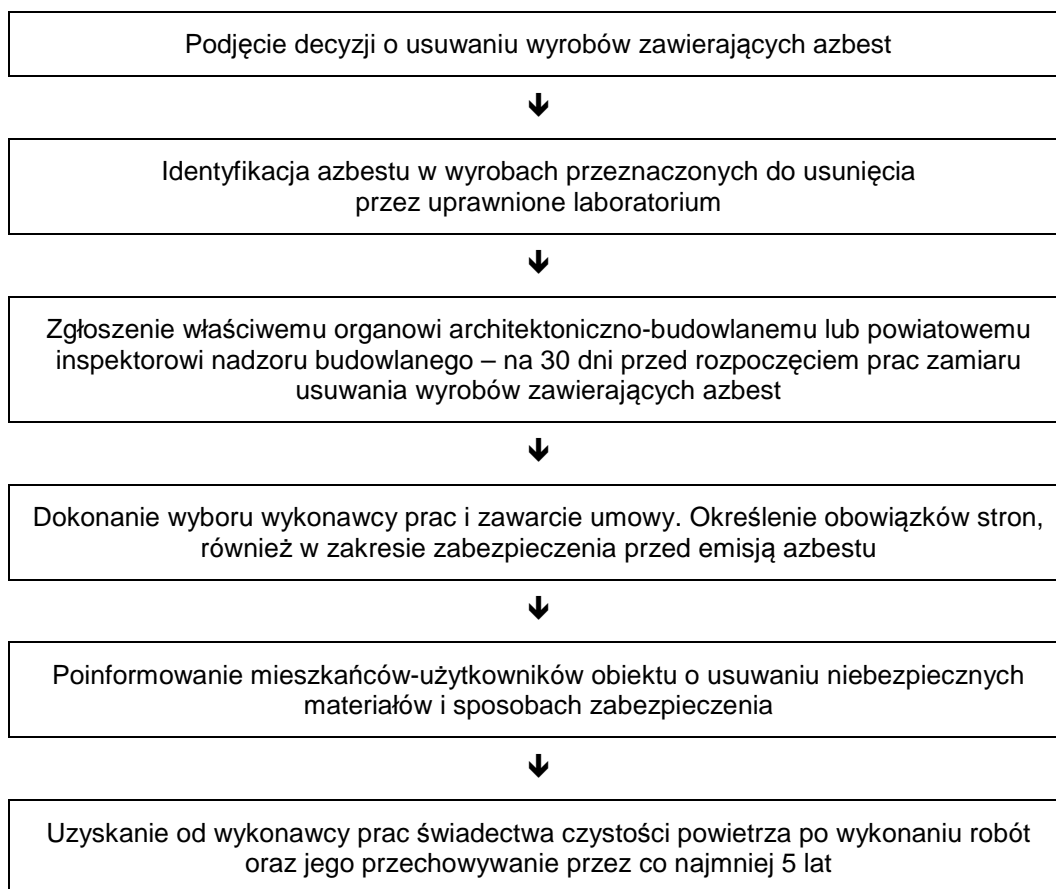 Podjęcie decyzji o usuwaniu wyrobów zawierających azbest
Identyfikacja azbestu w wyrobach przeznaczonych do usunięcia
przez uprawnione laboratorium
Zgłoszenie właściwemu organowi architektoniczno-budowlanemu lub powiatowemu
inspektorowi nadzoru budowlanego – na 30 dni przed rozpoczęciem prac zamiaru
usuwania wyrobów zawierających azbest
Dokonanie wyboru wykonawcy prac i zawarcie umowy. Określenie obowiązków stron,
również w zakresie zabezpieczenia przed emisją azbestu
Poinformowanie mieszkańców-użytkowników obiektu o usuwaniu niebezpiecznych
materiałów i sposobach zabezpieczenia
Uzyskanie od wykonawcy prac świadectwa czystości powietrza po wykonaniu robót
oraz jego przechowywanie przez co najmniej 5 lat